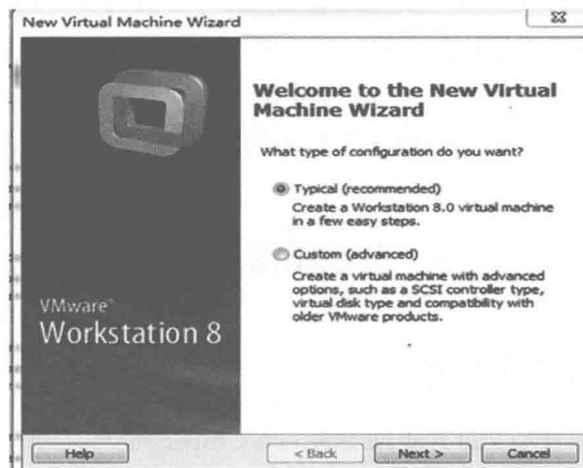 New Virtual Machine Wizard
Welcome to the New Virtual
Machine Wizard
What type of configuration do you want?
Typical (recommended)
Create a Workstation 8.0 virtual machine
in a few easy steps.
Custom (advanced)
Create a virtual machine with advanced
options, such as a SCSI controller type,
virtual disk type and compatibility with
older VMware products.
VMware™
Workstation 8
Help
< Back
Next >
Cancel